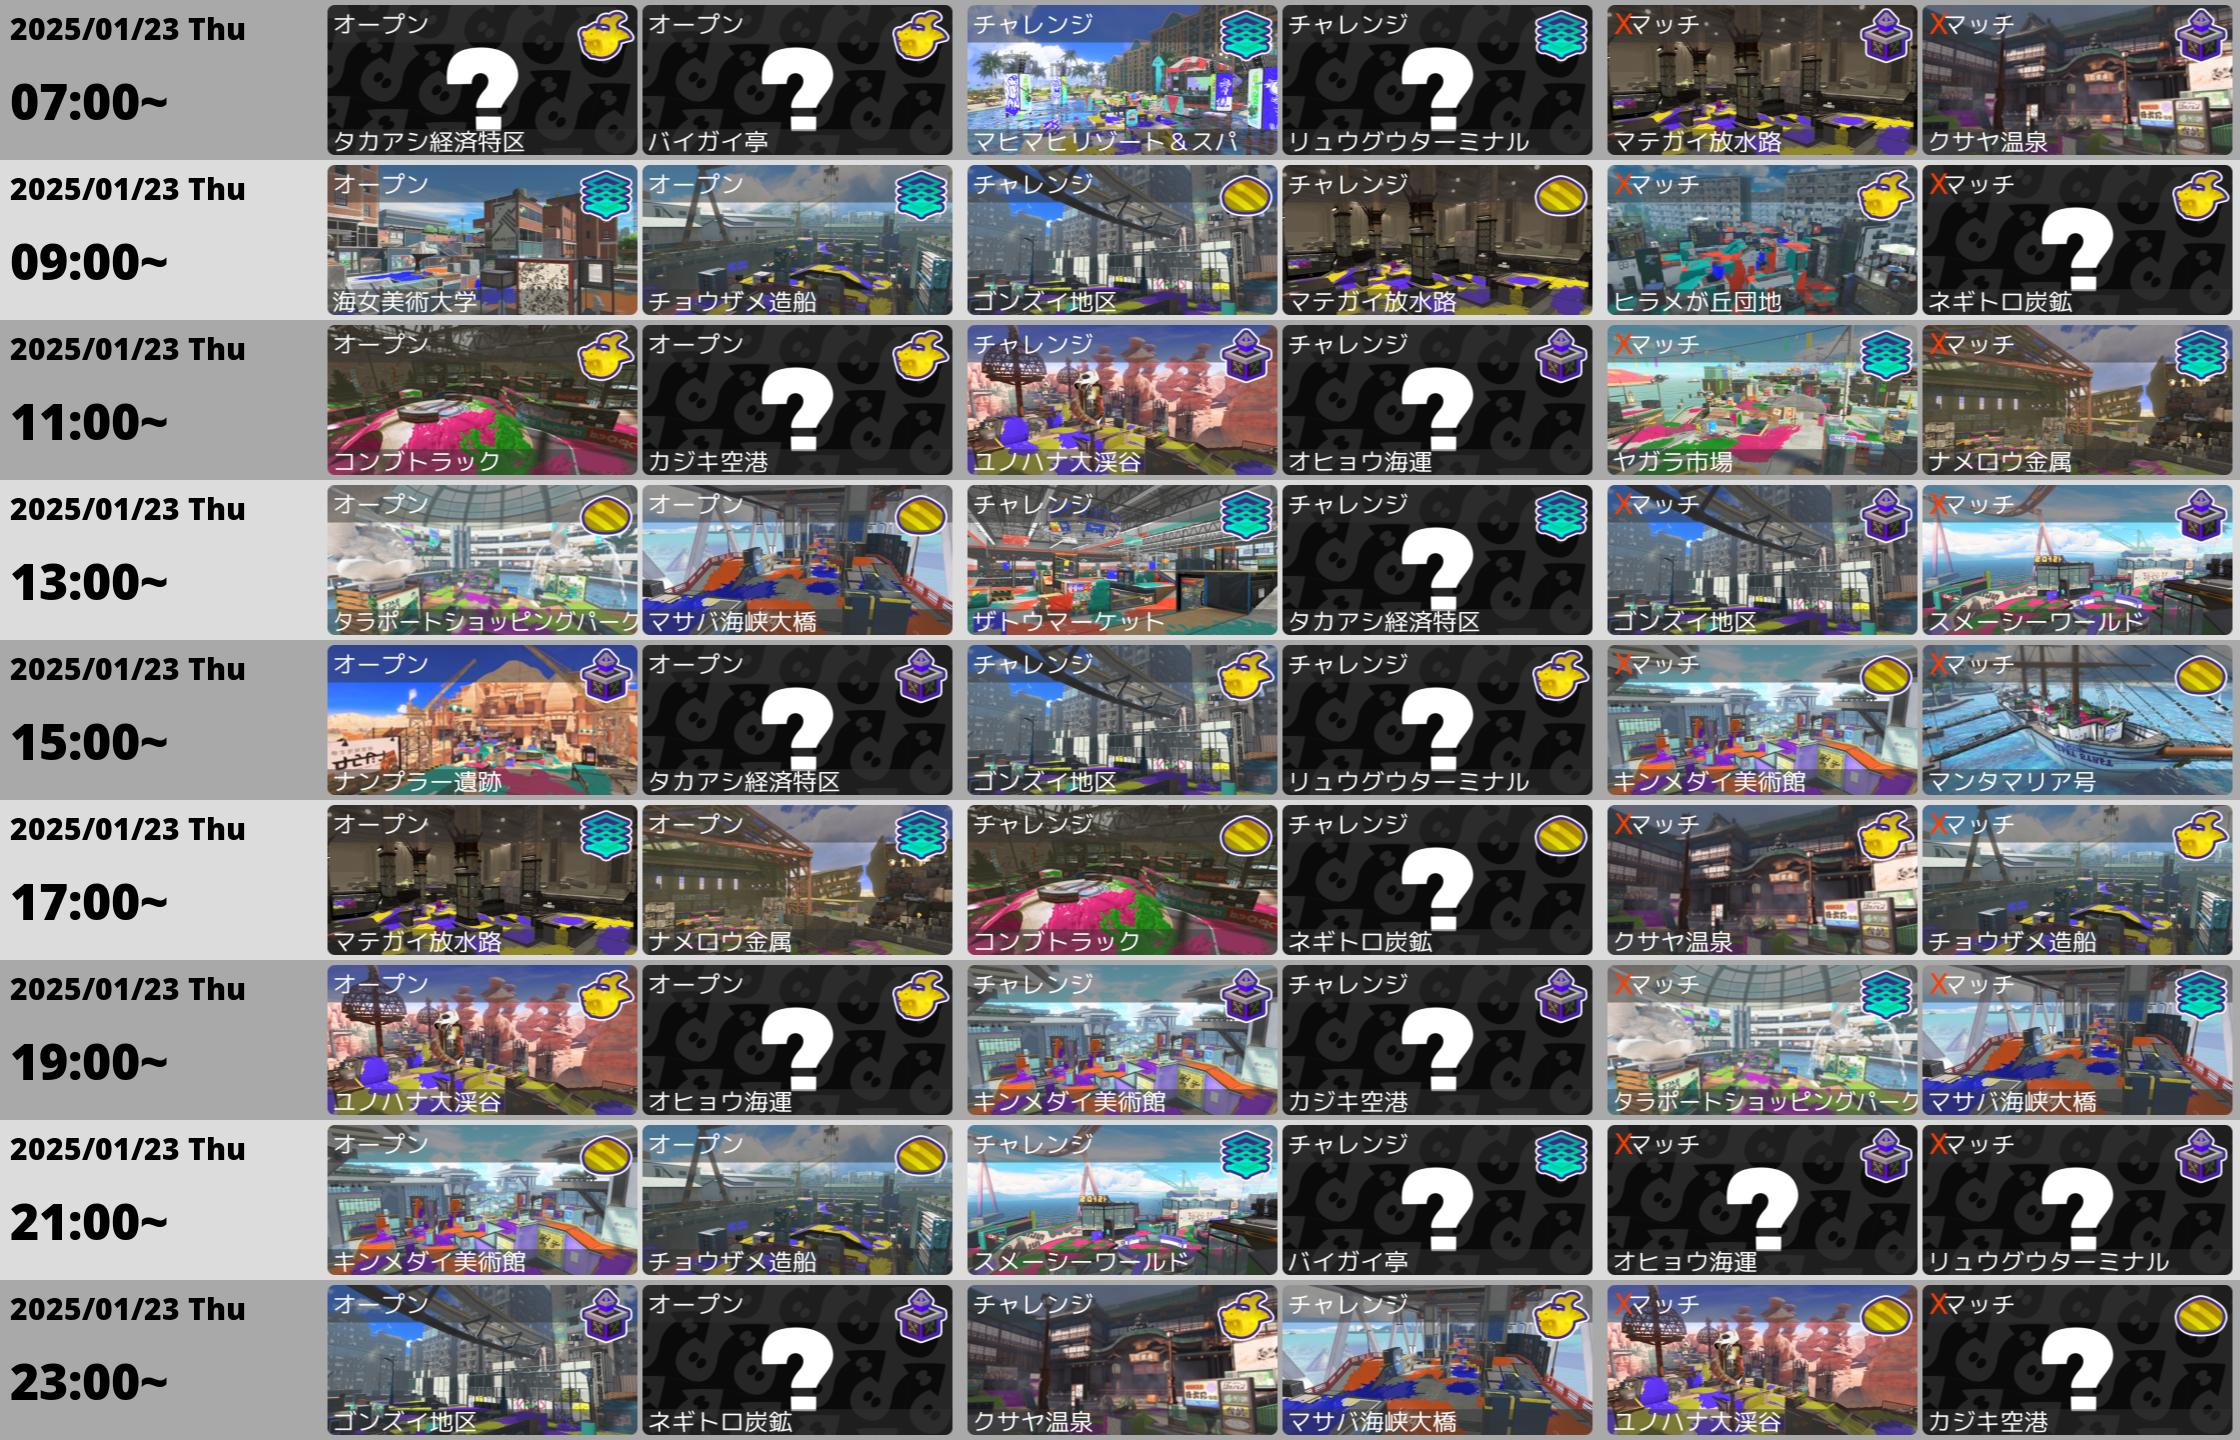 2025/01/23 Thu
07:00~
オープン
タカアシ経済特区
オープン
バイガイ亭
チャレンジ
マヒマヒリゾート＆スパ
チャレンジ
リュウグウターミナル
Xマッチ
マテガイ放水路
Xマッチ
クサヤ温泉
2025/01/23 Thu
09:00~
オープン
海女美術大学
オープン
チョウザメ造船
チャレンジ
ゴンズイ地区
チャレンジ
マテガイ放水路
Xマッチ
ヒラメが丘団地
Xマッチ
ネギトロ炭鉱
2025/01/23 Thu
11:00~
オープン
コンブトラック
オープン
カジキ空港
チャレンジ
ユノハナ大渓谷
チャレンジ
オヒョウ海運
Xマッチ
ヤガラ市場
Xマッチ
ナメロウ金属
2025/01/23 Thu
13:00~
オープン
タラポートショッピングパーク
オープン
マサバ海峡大橋
チャレンジ
ザトウマーケット
チャレンジ
タカアシ経済特区
Xマッチ
ゴンズイ地区
Xマッチ
スメーシーワールド
2025/01/23 Thu
15:00~
オープン
ナンプラー遺跡
オープン
タカアシ経済特区
チャレンジ
ゴンズイ地区
チャレンジ
リュウグウターミナル
Xマッチ
キンメダイ美術館
Xマッチ
マンタマリア号
2025/01/23 Thu
17:00~
オープン
マテガイ放水路
オープン
ナメロウ金属
チャレンジ
コンブトラック
チャレンジ
ネギトロ炭鉱
Xマッチ
クサヤ温泉
Xマッチ
チョウザメ造船
2025/01/23 Thu
19:00~
オープン
ユノハナ大渓谷
オープン
オヒョウ海運
チャレンジ
キンメダイ美術館
チャレンジ
カジキ空港
Xマッチ
タラポートショッピングパーク
Xマッチ
マサバ海峡大橋
2025/01/23 Thu
21:00~
オープン
キンメダイ美術館
オープン
チョウザメ造船
チャレンジ
スメーシーワールド
チャレンジ
バイガイ亭
Xマッチ
オヒョウ海運
Xマッチ
リュウグウターミナル
2025/01/23 Thu
23:00~
オープン
ゴンズイ地区
オープン
ネギトロ炭鉱
チャレンジ
クサヤ温泉
チャレンジ
マサバ海峡大橋
Xマッチ
ユノハナ大渓谷
Xマッチ
カジキ空港